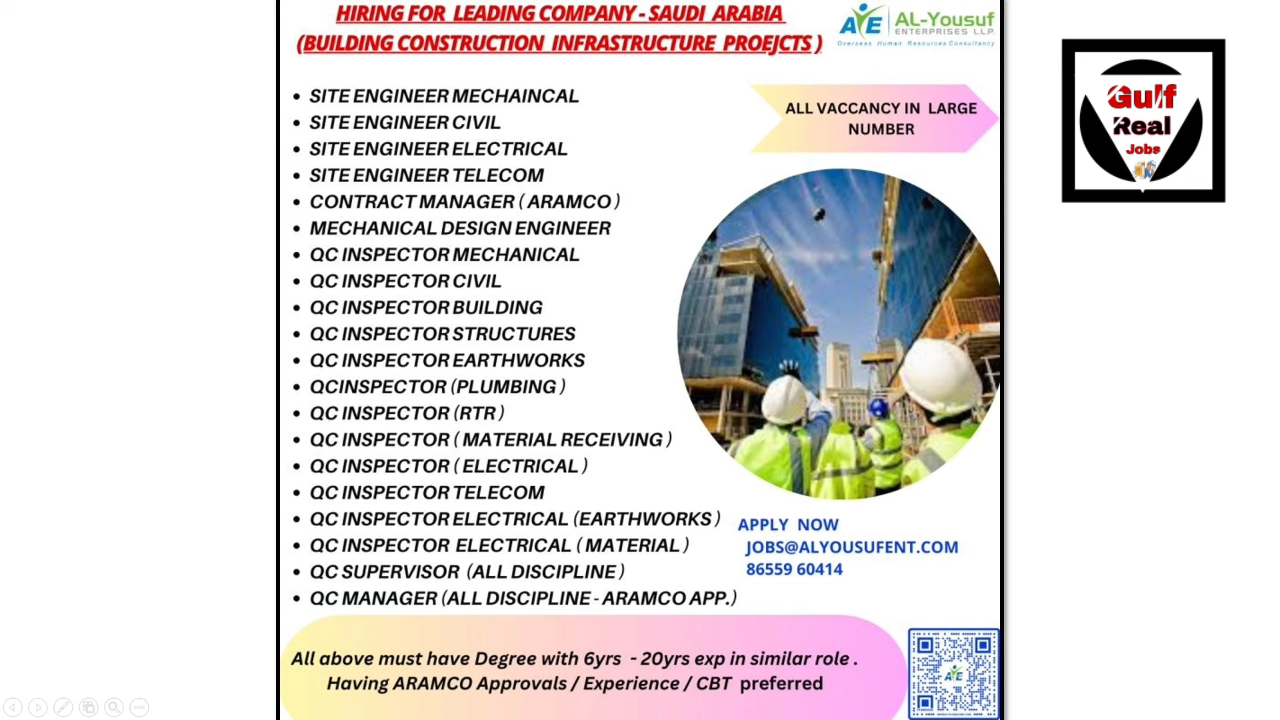 HIRING FOR LEADING COMPANY - SAUDI ARABIA
(BUILDING CONSTRUCTION INFRASTRUCTURE PROEJCTS )
AYE AL-Yousuf
ENTERPRISES LLP.
Overseas Human Resources Consultancy
Gulf
Real
Jobs
ALL VACCANCY IN LARGE
NUMBER
• SITE ENGINEER MECHAINCAL
• SITE ENGINEER CIVIL
• SITE ENGINEER ELECTRICAL
• SITE ENGINEER TELECOM
• CONTRACT MANAGER ( ARAMCO )
• MECHANICAL DESIGN ENGINEER
• QC INSPECTOR MECHANICAL
• QC INSPECTOR CIVIL
• QC INSPECTOR BUILDING
• QC INSPECTOR STRUCTURES
• QC INSPECTOR EARTHWORKS
• QCINSPECTOR (PLUMBING )
• QC INSPECTOR (RTR )
• QC INSPECTOR ( MATERIAL RECEIVING )
• QC INSPECTOR ( ELECTRICAL )
• QC INSPECTOR TELECOM
• QC INSPECTOR ELECTRICAL (EARTHWORKS )
• QC INSPECTOR ELECTRICAL ( MATERIAL )
• QC SUPERVISOR (ALL DISCIPLINE )
• QC MANAGER (ALL DISCIPLINE - ARAMCO APP.)
APPLY NOW
JOBS@ALYOUSUFENT.COM
86559 60414
All above must have Degree with 6yrs - 20yrs exp in similar role .
Having ARAMCO Approvals / Experience / CBT preferred
AYE